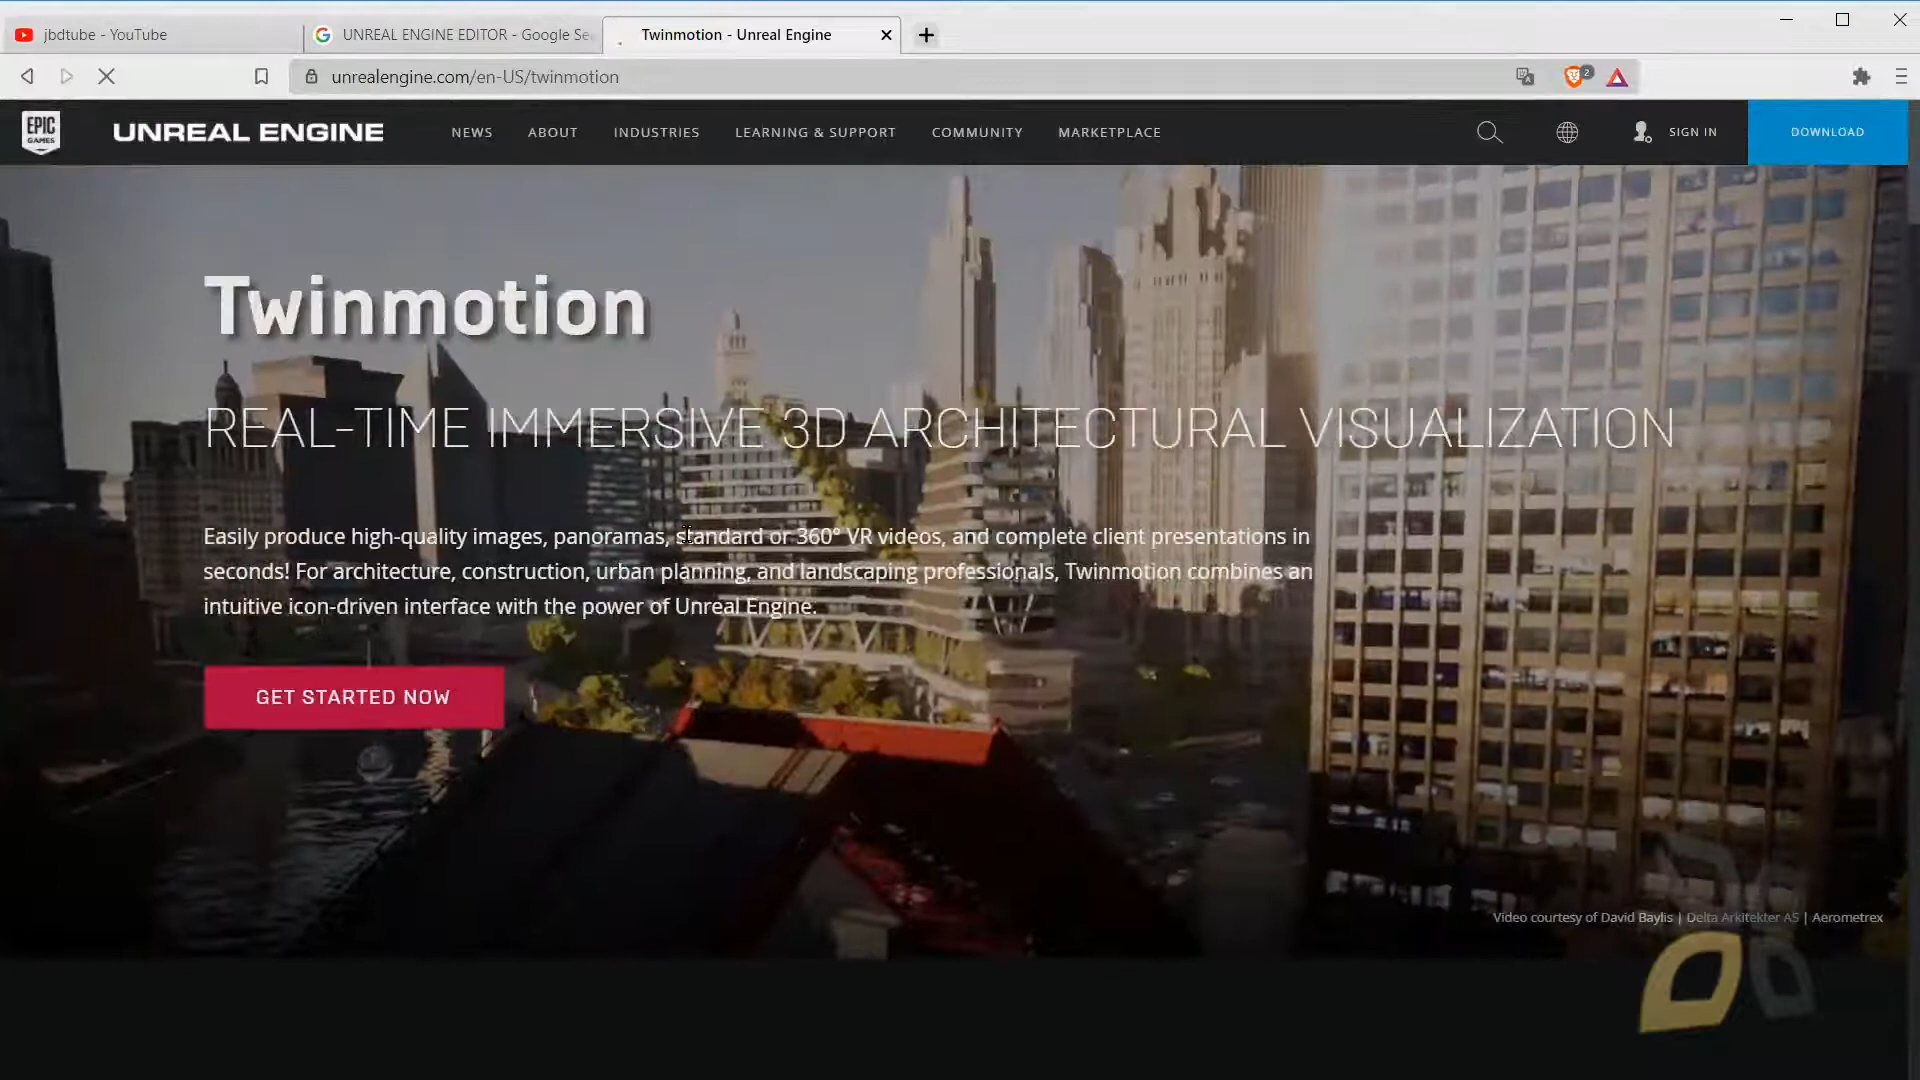 jbdtube - YouTube
UNREAL ENGINE EDITOR - Google Se
Twinmotion - Unreal Engine
unrealengine.com/en-US/twinmotion
2
EPIC
GAMES
UNREAL ENGINE
NEWS
ABOUT
INDUSTRIES
LEARNING & SUPPORT
COMMUNITY
MARKETPLACE
SIGN IN
DOWNLOAD
Twinmotion
REAL-TIME IMMERSIVE 3D ARCHITECTURAL VISUALIZATION
Easily produce high-quality images, panoramas, standard or 360° VR videos, and complete client presentations in
seconds! For architecture, construction, urban planning, and landscaping professionals, Twinmotion combines an
intuitive icon-driven interface with the power of Unreal Engine.
GET STARTED NOW
Video courtesy of David Baylis | Delta Arkitekter AS | Aerometrex